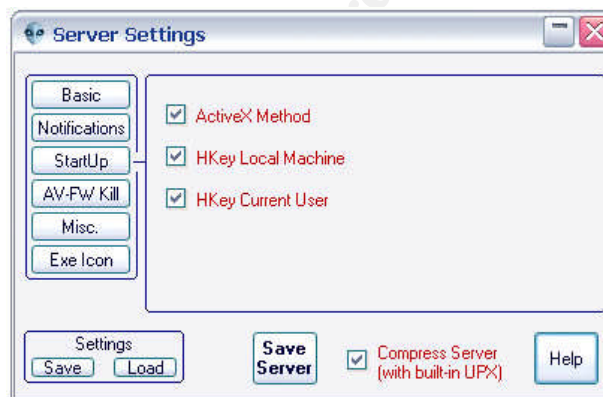 Server Settings
Basic
Notifications
StartUp
AV-FW Kill
Misc.
Exe Icon
ActiveX Method
HKey Local Machine
HKey Current User
Settings
Save
Load
Save
Server
Compress Server
(with built-in UPX)
Help